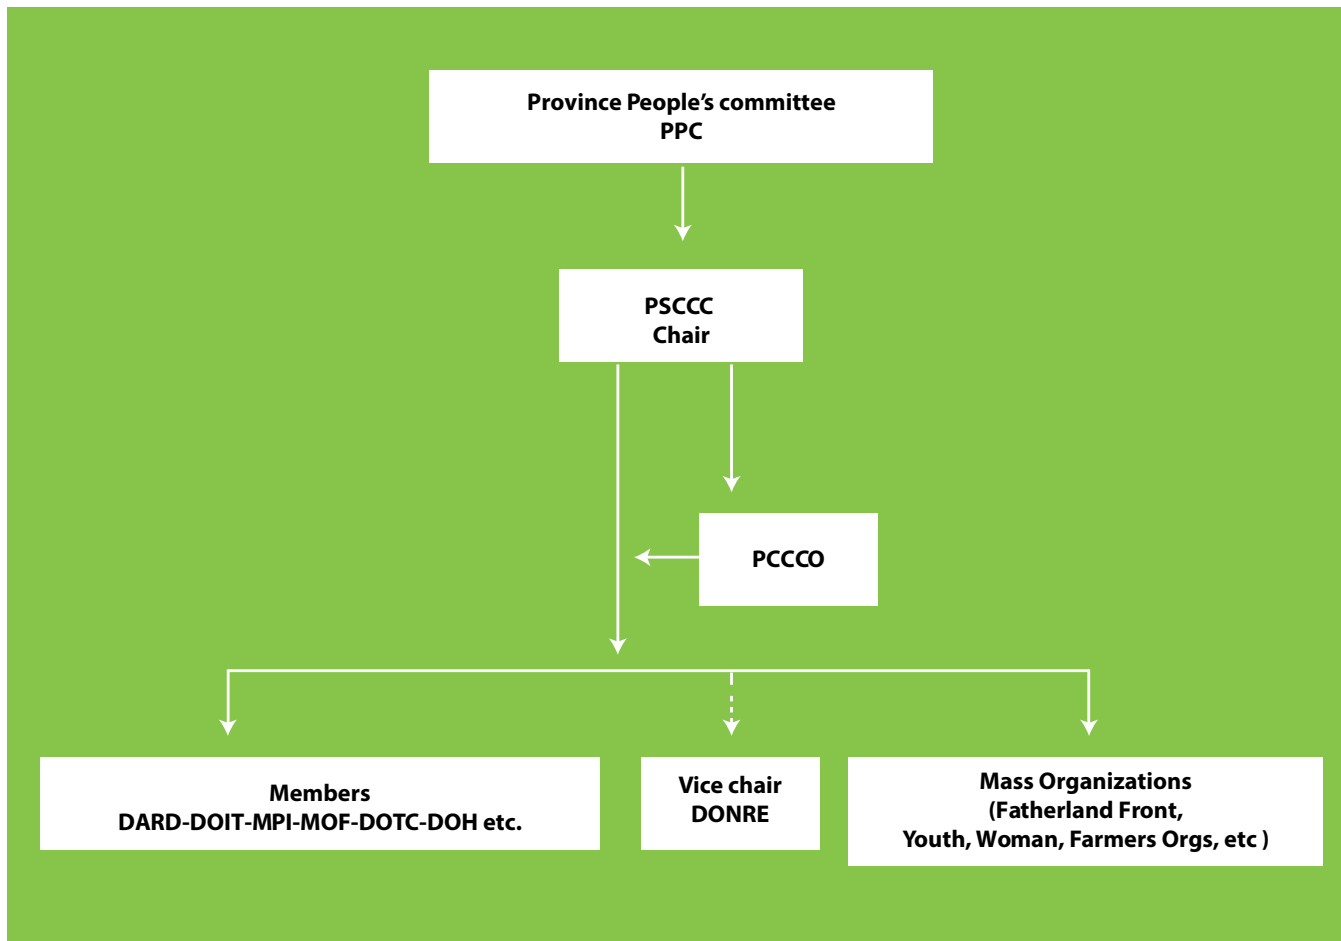 Province People’s committee
PPC
PSCCC
Chair
PCCCO
Members
DARD-DOIT-MPI-MOF-DOTC-DOH etc.
Vice chair
DONRE
Mass Organizations
(Fatherland Front,
Youth, Woman, Farmers Orgs, etc )